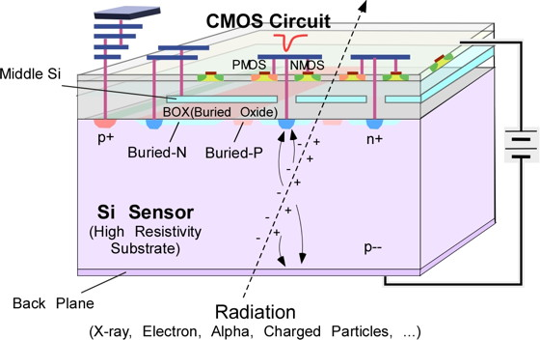 CMOS Circuit
PMOS
NMOS
Middle Si
BOX(Buried Oxide)
p+
Buried-N
Buried-P
n+
- +
- +
- +
- +
- +
- +
Si Sensor
(High Resistivity
Substrate)
p--
Back Plane
Radiation
(X-ray, Electron, Alpha, Charged Particles, ...)